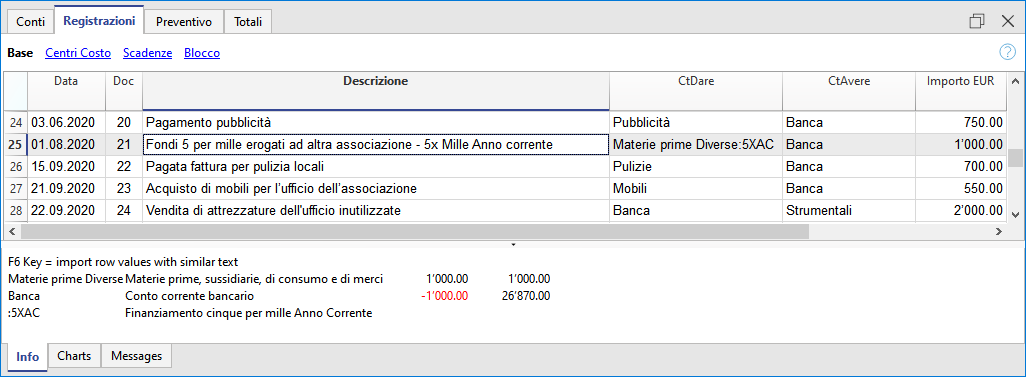 Conti Registrazioni Preventivo Totali
Base Centri Costo Scadenze Blocco ?
Data Doc Descrizione CtDare CtAvere Importo EUR
24 03.06.2020 20 Pagamento pubblicità Pubblicità Banca 750.00
25 01.08.2020 21 Fondi 5 per mille erogati ad altra associazione - 5x Mille Anno corrente Materie prime Diverse:5XAC Banca 1'000.00
26 15.09.2020 22 Pagata fattura per pulizia locali Pulizie Banca 700.00
27 21.09.2020 23 Acquisto di mobili per l'ufficio dell'associazione Mobili Banca 550.00
28 22.09.2020 24 Vendita di attrezzature dell'ufficio inutilizzate Banca Strumentali 2'000.00
F6 Key = import row values with similar text
Materie prime Diverse Materie prime, sussidiarie, di consumo e di merci 1'000.00 1'000.00
Banca Conto corrente bancario -1'000.00 26'870.00
:5XAC Finanziamento cinque per mille Anno Corrente
Info Charts Messages